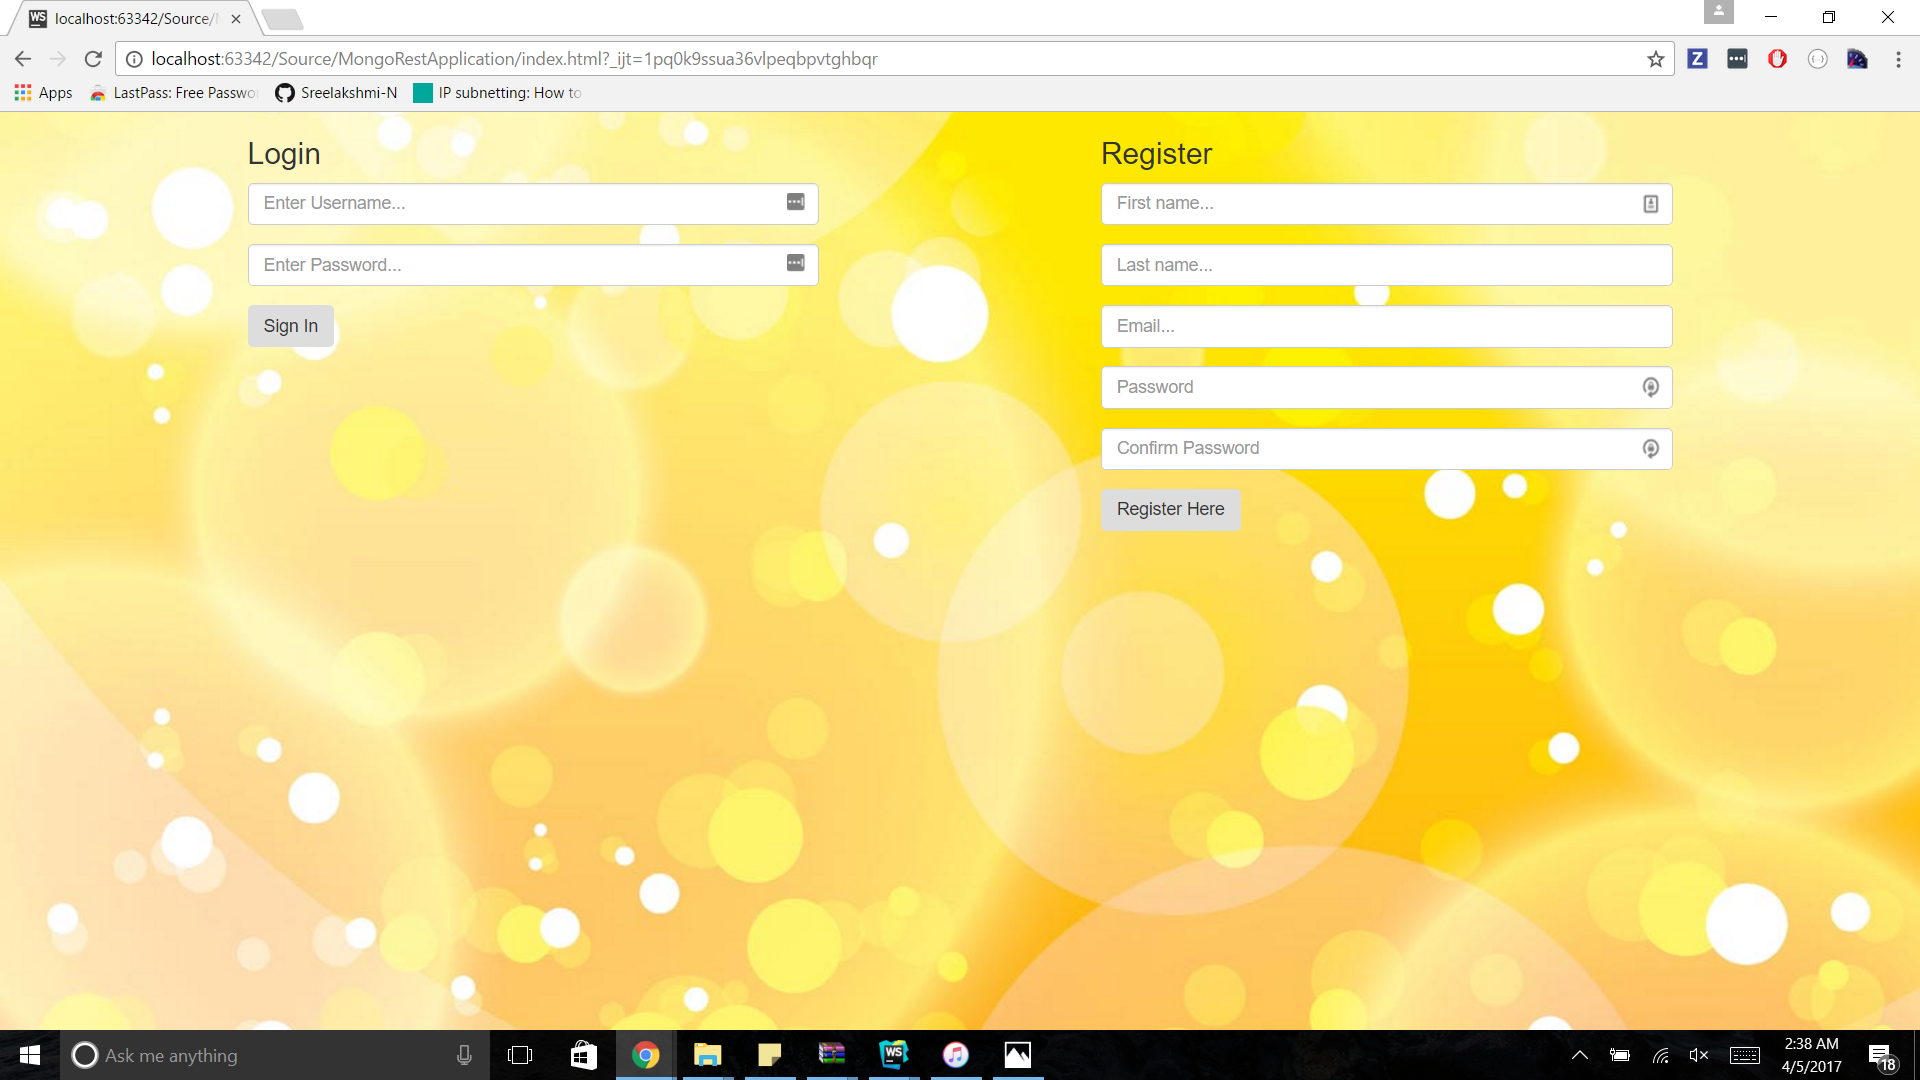 WS localhost:63342/Source/
localhost:63342/Source/MongoRestApplication/index.html?_ijt=1pq0k9ssua36vlpeqbpvtghbqr
Z
Apps LastPass: Free Passwo Sreelakshmi-N IP subnetting: How to
Login
Enter Username...
Enter Password...
Sign In
Register
First name...
Last name...
Email...
Password
Confirm Password
Register Here
Ask me anything
WS
2:38 AM
4/5/2017
18